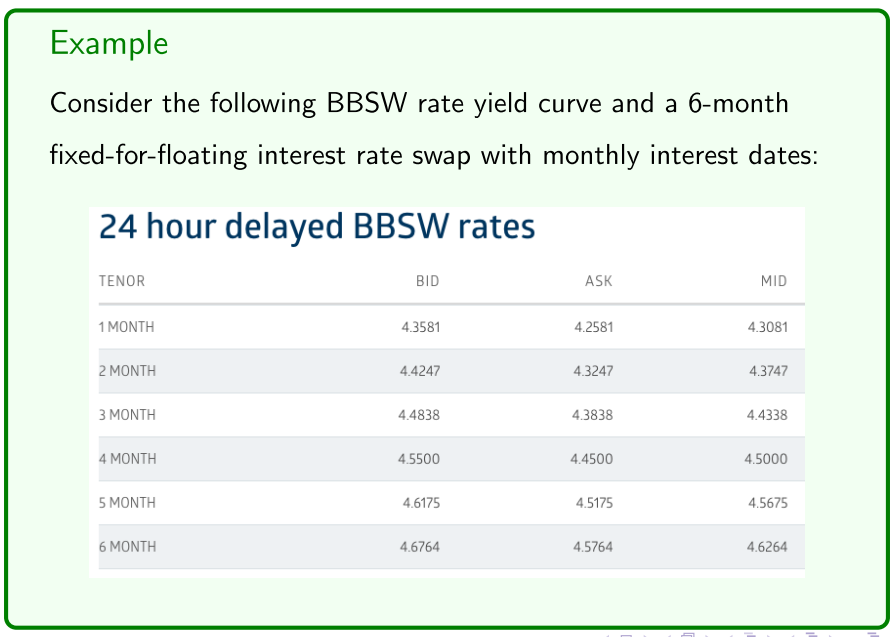 Example
Consider the following BBSW rate yield curve and a 6-month
fixed-for-floating interest rate swap with monthly interest dates:
24 hour delayed BBSW rates
TENOR BID ASK MID
1 MONTH 4.3581 4.2581 4.3081
2 MONTH 4.4247 4.3247 4.3747
3 MONTH 4.4838 4.3838 4.4338
4 MONTH 4.5500 4.4500 4.5000
5 MONTH 4.6175 4.5175 4.5675
6 MONTH 4.6764 4.5764 4.6264